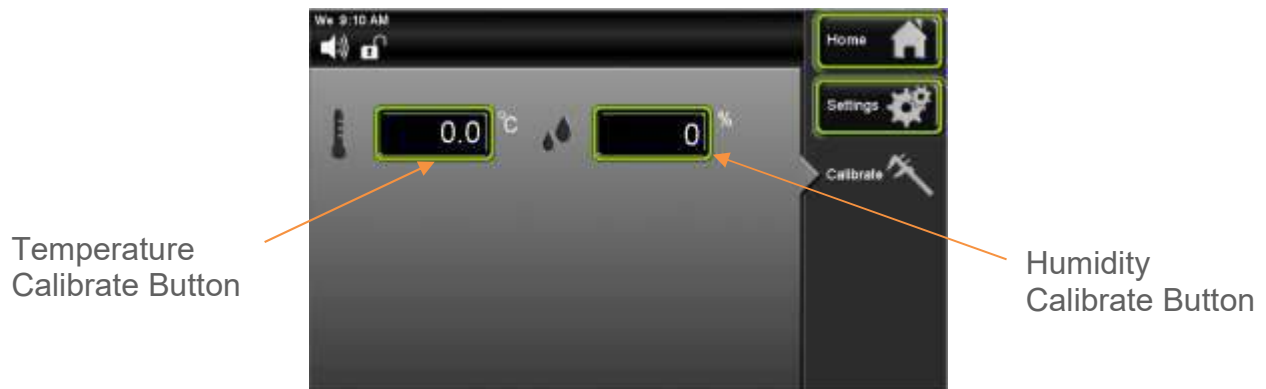 We 9:10 AM
Home
Settings
0.0 °C
0 %
Calibrate
Temperature
Calibrate Button
Humidity
Calibrate Button